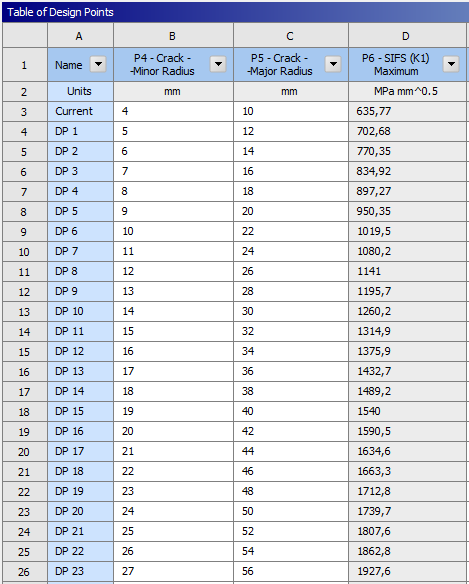 Table of Design Points
A B C D
1 Name P4 - Crack - -Minor Radius P5 - Crack - -Major Radius P6 - SIFS (K1) Maximum
2 Units mm mm MPa mm^0.5
3 Current 4 10 635,77
4 DP 1 5 12 702,68
5 DP 2 6 14 770,35
6 DP 3 7 16 834,92
7 DP 4 8 18 897,27
8 DP 5 9 20 950,35
9 DP 6 10 22 1019,5
10 DP 7 11 24 1080,2
11 DP 8 12 26 1141
12 DP 9 13 28 1195,7
13 DP 10 14 30 1260,2
14 DP 11 15 32 1314,9
15 DP 12 16 34 1375,9
16 DP 13 17 36 1432,7
17 DP 14 18 38 1489,2
18 DP 15 19 40 1540
19 DP 16 20 42 1590,5
20 DP 17 21 44 1634,6
21 DP 18 22 46 1663,3
22 DP 19 23 48 1712,8
23 DP 20 24 50 1739,7
24 DP 21 25 52 1807,6
25 DP 22 26 54 1862,8
26 DP 23 27 56 1927,6